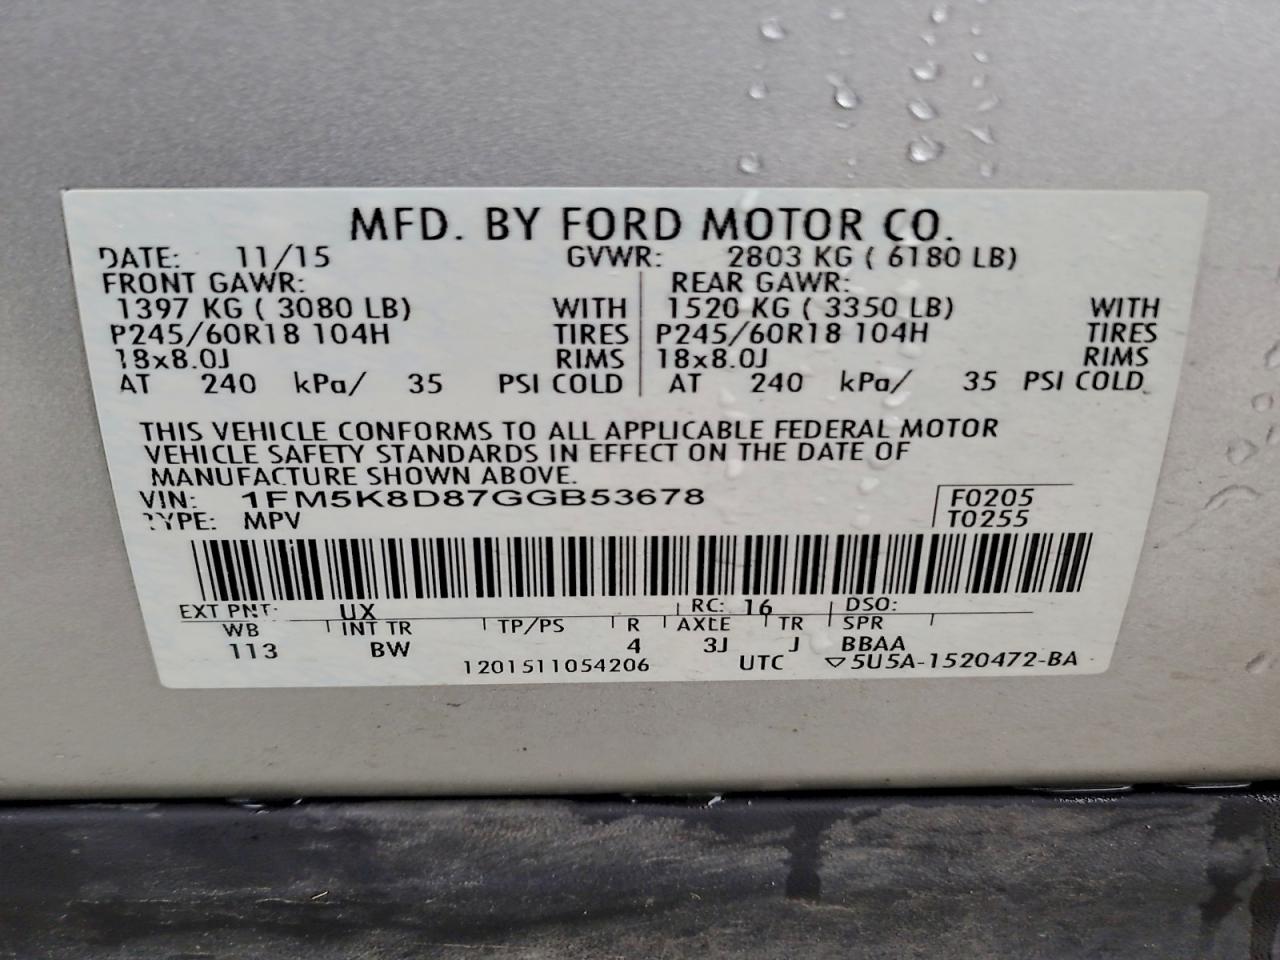 MFD. BY FORD MOTOR CO.
DATE: 11/15 GVWR: 2803 KG ( 6180 LB)
FRONT GAWR: REAR GAWR:
1397 KG ( 3080 LB) WITH 1520 KG ( 3350 LB) WITH
P245/60R18 104H TIRES P245/60R18 104H TIRES
18x8.0J RIMS 18x8.0J RIMS
AT 240 kPa/ 35 PSI COLD AT 240 kPa/ 35 PSI COLD
THIS VEHICLE CONFORMS TO ALL APPLICABLE FEDERAL MOTOR
VEHICLE SAFETY STANDARDS IN EFFECT ON THE DATE OF
MANUFACTURE SHOWN ABOVE.
VIN: 1FM5K8D87GGB53678 F0205
TYPE: MPV T0255
EXT PNT: UX RC: 16 DSO:
WB INT TR TP/PS R AXLE TR SPR
113 BW 4 3J J BBAA
1201511054206 UTC ▽5U5A-1520472-BA